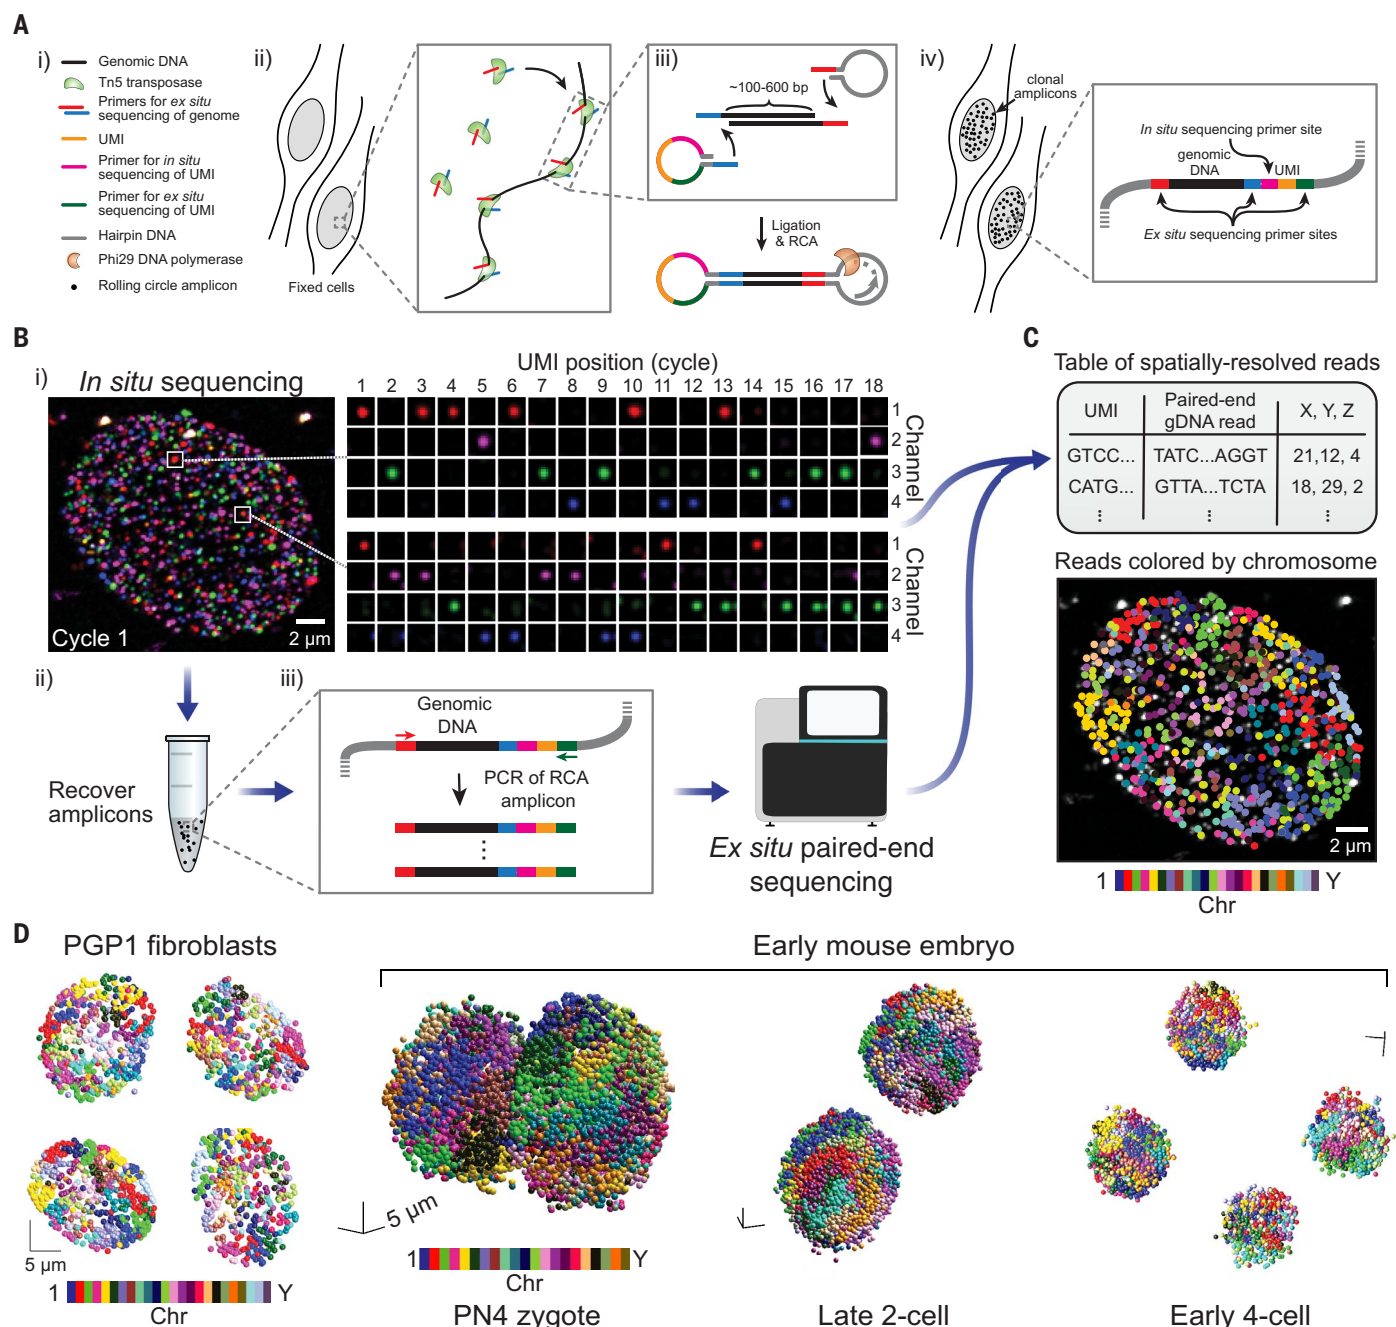 A
i)
Genomic DNA
Tn5 transposase
Primers for ex situ
sequencing of genome
UMI
Primer for in situ
sequencing of UMI
Primer for ex situ
sequencing of UMI
Hairpin DNA
Phi29 DNA polymerase
Rolling circle amplicon
ii)
Fixed cells
iii)
~100-600 bp
Ligation
& RCA
iv)
clonal
amplicons
In situ sequencing primer site
genomic
DNA
UMI
Ex situ sequencing primer sites
B
i)
In situ sequencing
Cycle 1
2 µm
UMI position (cycle)
1 2 3 4 5 6 7 8 9 10 11 12 13 14 15 16 17 18
1
2
3
4
Channel
1
2
3
4
Channel
ii)
Recover
amplicons
iii)
Genomic
DNA
PCR of RCA
amplicon
Ex situ paired-end
sequencing
C
Table of spatially-resolved reads
UMI Paired-end gDNA read X, Y, Z
GTCC... TATC...AGGT 21,12, 4
CATG... GTTA...TCTA 18, 29, 2
⋮ ⋮ ⋮
Reads colored by chromosome
2 µm
1 Y
Chr
D
PGP1 fibroblasts
5 µm
1 Y
Chr
Early mouse embryo
5 µm
1 Y
Chr
PN4 zygote
Late 2-cell
Early 4-cell